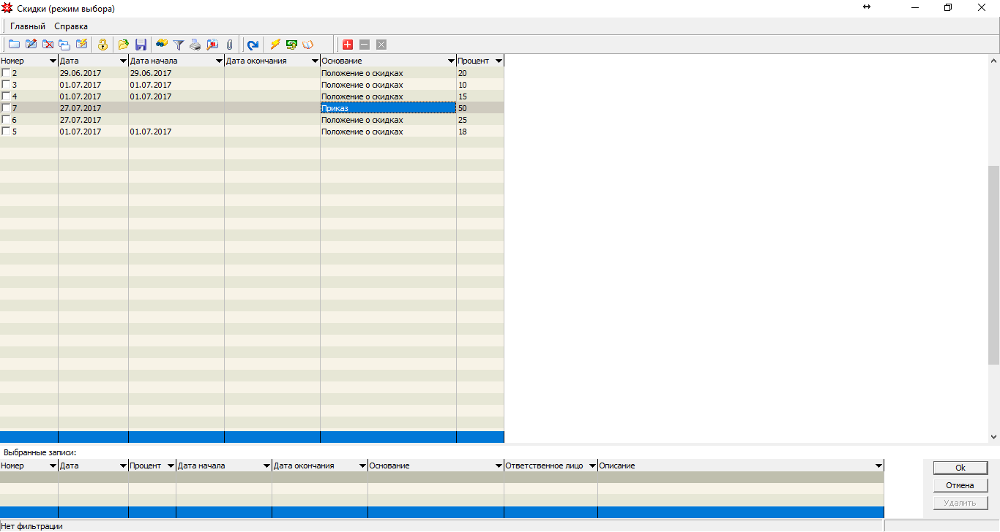 Скидки (режим выбора)
Главный Справка
Номер Дата Дата начала Дата окончания Основание Процент
2 29.06.2017 29.06.2017 Положение о скидках 20
3 01.07.2017 01.07.2017 Положение о скидках 10
4 01.07.2017 01.07.2017 Положение о скидках 15
7 27.07.2017 Приказ 50
6 27.07.2017 Положение о скидках 25
5 01.07.2017 01.07.2017 Положение о скидках 18
Выбранные записи:
Номер Дата Процент Дата начала Дата окончания Основание Ответственное лицо Описание
Ok
Отмена
Удалить
Нет фильтрации